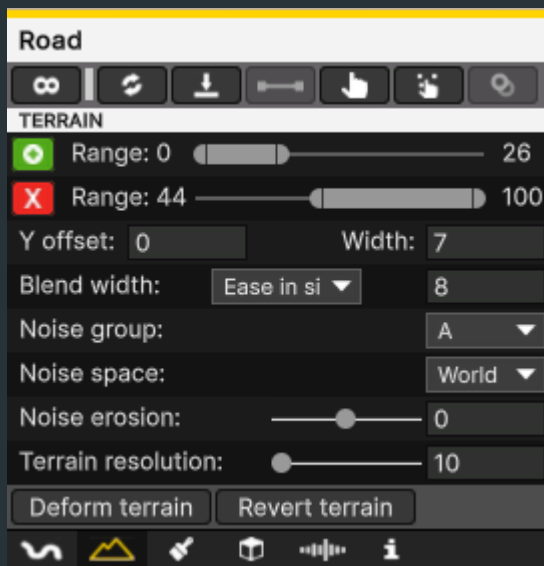 Road
TERRAIN
Range: 0 26
X Range: 44 100
Y offset: 0 Width: 7
Blend width: Ease in si 8
Noise group: A
Noise space: World
Noise erosion: 0
Terrain resolution: 10
Deform terrain Revert terrain